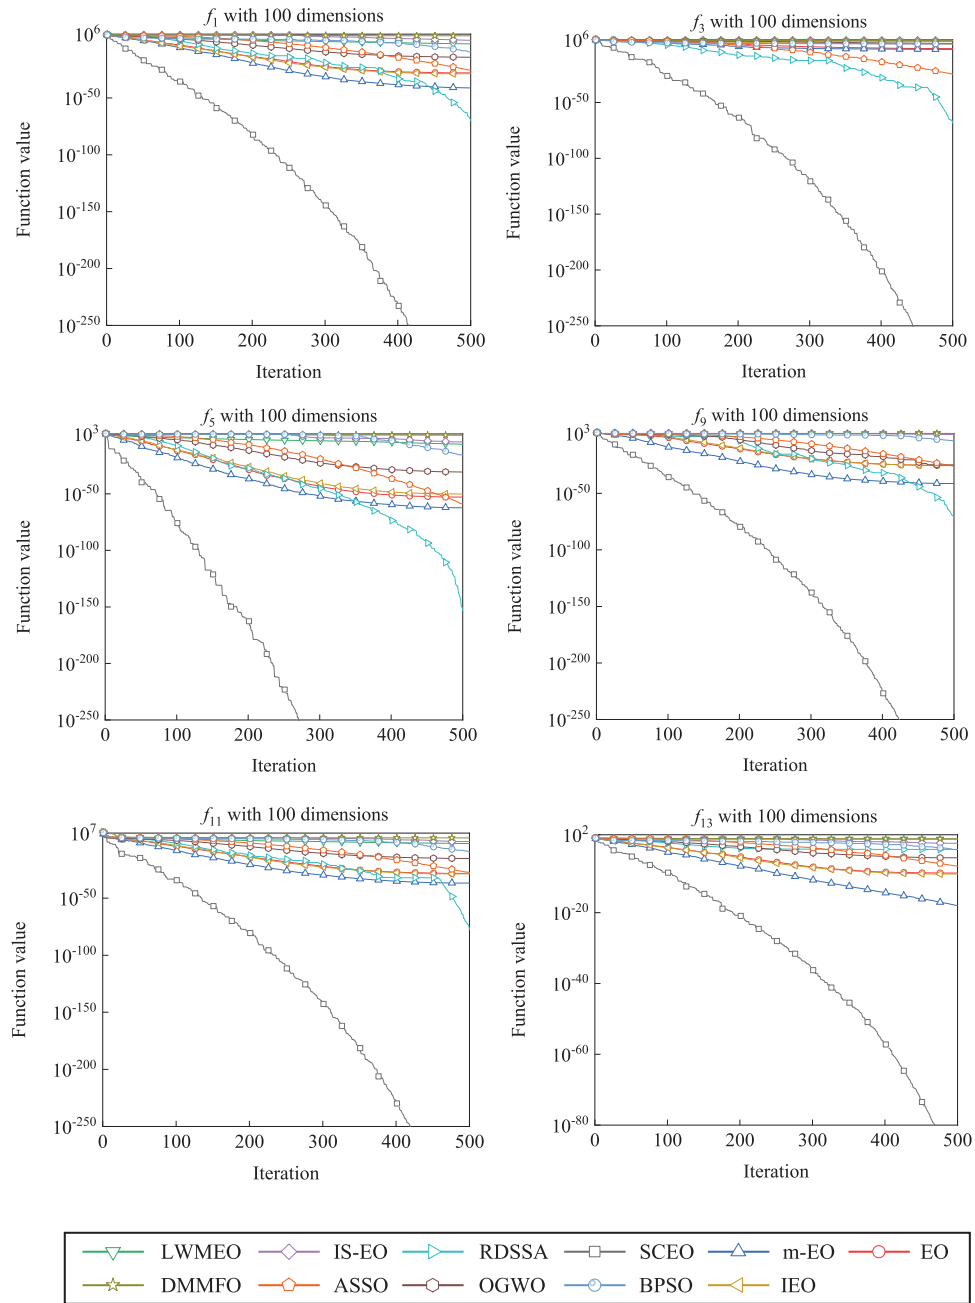 f1 with 100 dimensions
10^6
10^-50
10^-100
10^-150
10^-200
10^-250
Function value
0 100 200 300 400 500
Iteration
f3 with 100 dimensions
10^6
10^-50
10^-100
10^-150
10^-200
10^-250
Function value
0 100 200 300 400 500
Iteration
f5 with 100 dimensions
10^3
10^-50
10^-100
10^-150
10^-200
10^-250
Function value
0 100 200 300 400 500
Iteration
f9 with 100 dimensions
10^3
10^-50
10^-100
10^-150
10^-200
10^-250
Function value
0 100 200 300 400 500
Iteration
f11 with 100 dimensions
10^7
10^-50
10^-100
10^-150
10^-200
10^-250
Function value
0 100 200 300 400 500
Iteration
f13 with 100 dimensions
10^2
10^-20
10^-40
10^-60
10^-80
Function value
0 100 200 300 400 500
Iteration
LWMEO IS-EO RDSSA SCEO m-EO EO
DMMFO ASSO OGWO BPSO IEO